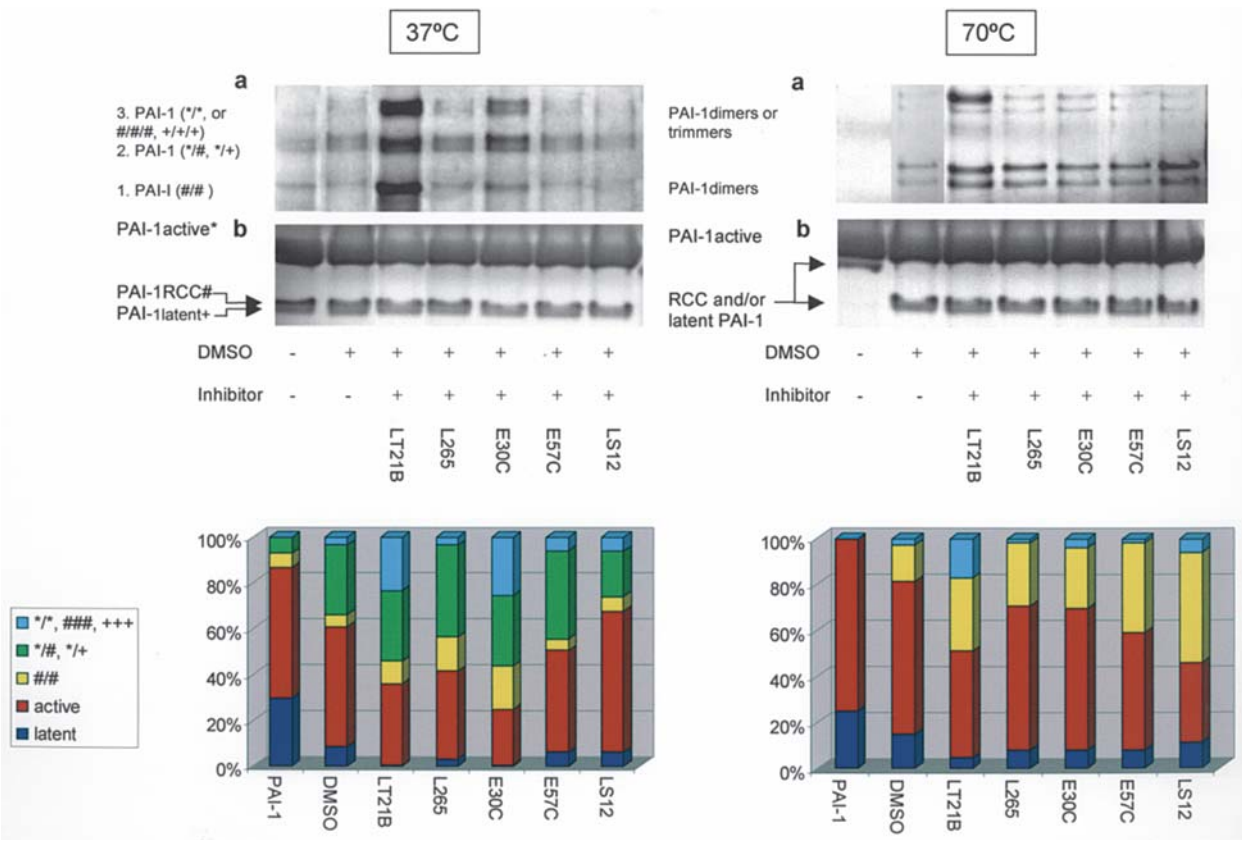 37ºC
70ºC
a
3. PAI-1 (*/*, or
#/#/#, +/+/+)
2. PAI-1 (*/#, */+)
1. PAI-I (#/# )
PAI-1active*
b
PAI-1RCC#
PAI-1latent+
DMSO - + + + + + +
Inhibitor - - + + + + +
LT21B L265 E30C E57C LS12
a
PAI-1dimers or
trimmers
PAI-1dimers
PAI-1active
b
RCC and/or
latent PAI-1
DMSO - + + + + + +
Inhibitor - - + + + + +
LT21B L265 E30C E57C LS12
*/*, ###, +++
*/#, */+
#/#
active
latent
100%
80%
60%
40%
20%
0%
PAI-1 DMSO LT21B L265 E30C E57C LS12
100%
80%
60%
40%
20%
0%
PAI-1 DMSO LT21B L265 E30C E57C LS12